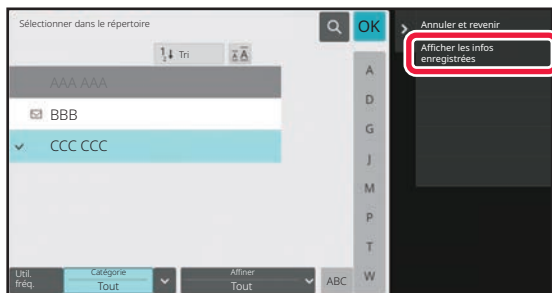 Sélectionner dans le répertoire
OK
Annuler et revenir
Afficher les infos
enregistrées
Tri
AAA AAA
BBB
CCC CCC
A
D
G
J
M
P
T
W
Util.
fréq.
Catégorie
Tout
Affiner
Tout
ABC